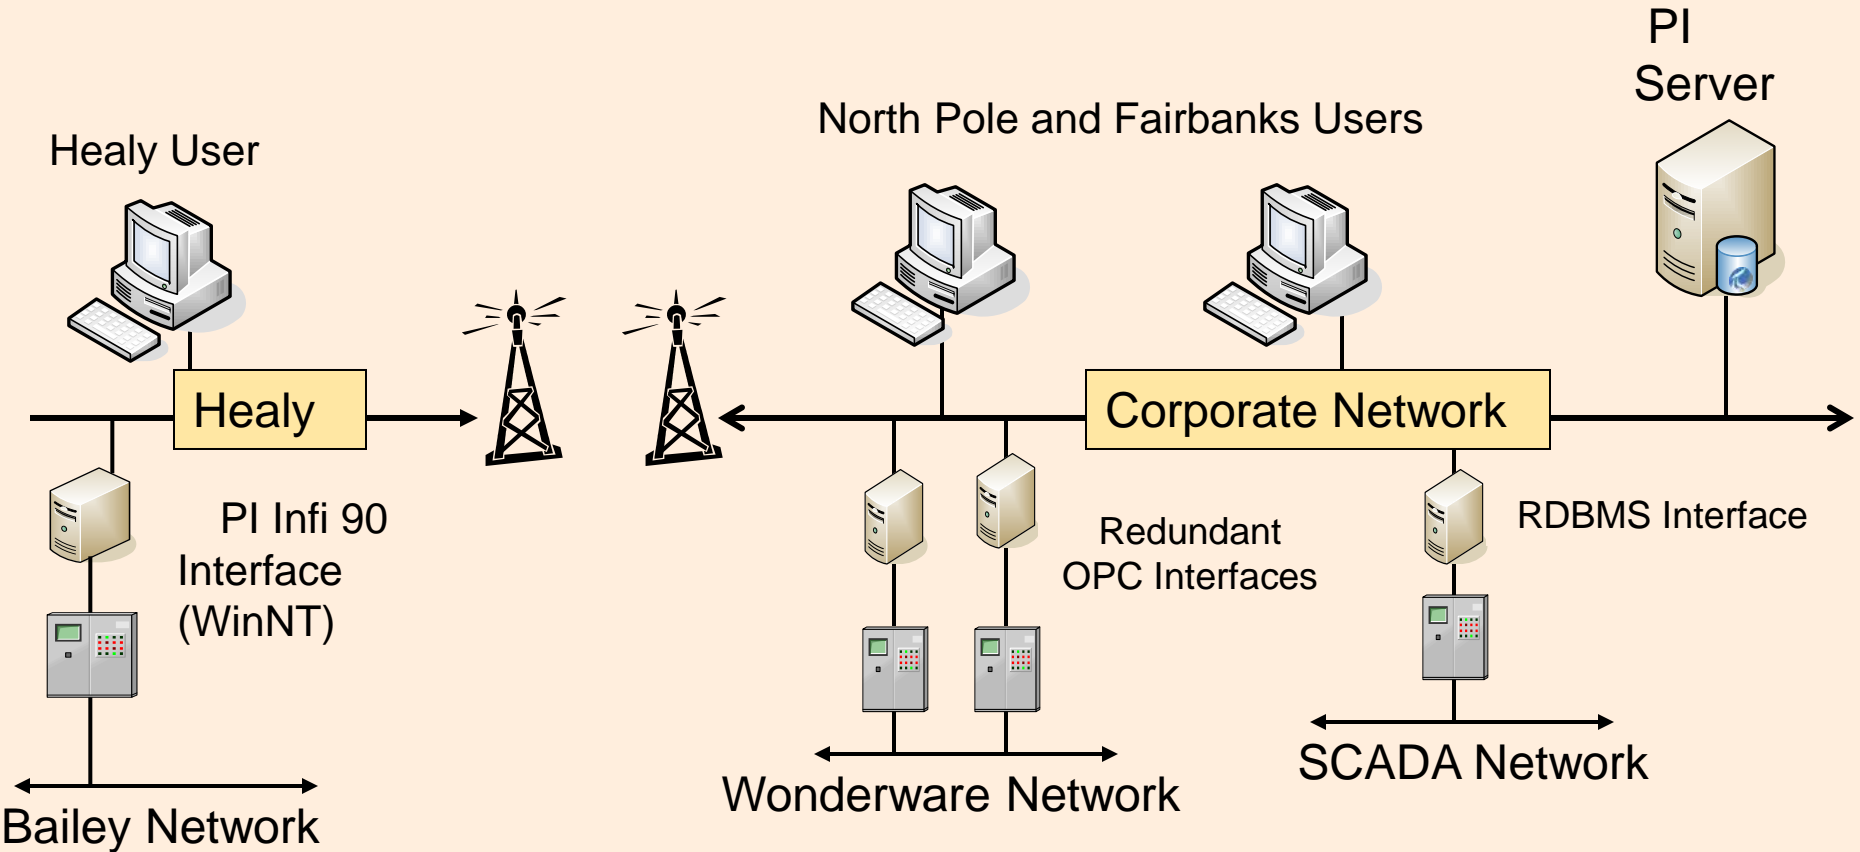 PI
Server
North Pole and Fairbanks Users
Healy User
Healy
Corporate Network
PI Infi 90
Interface
(WinNT)
Redundant
OPC Interfaces
RDBMS Interface
SCADA Network
Wonderware Network
Bailey Network